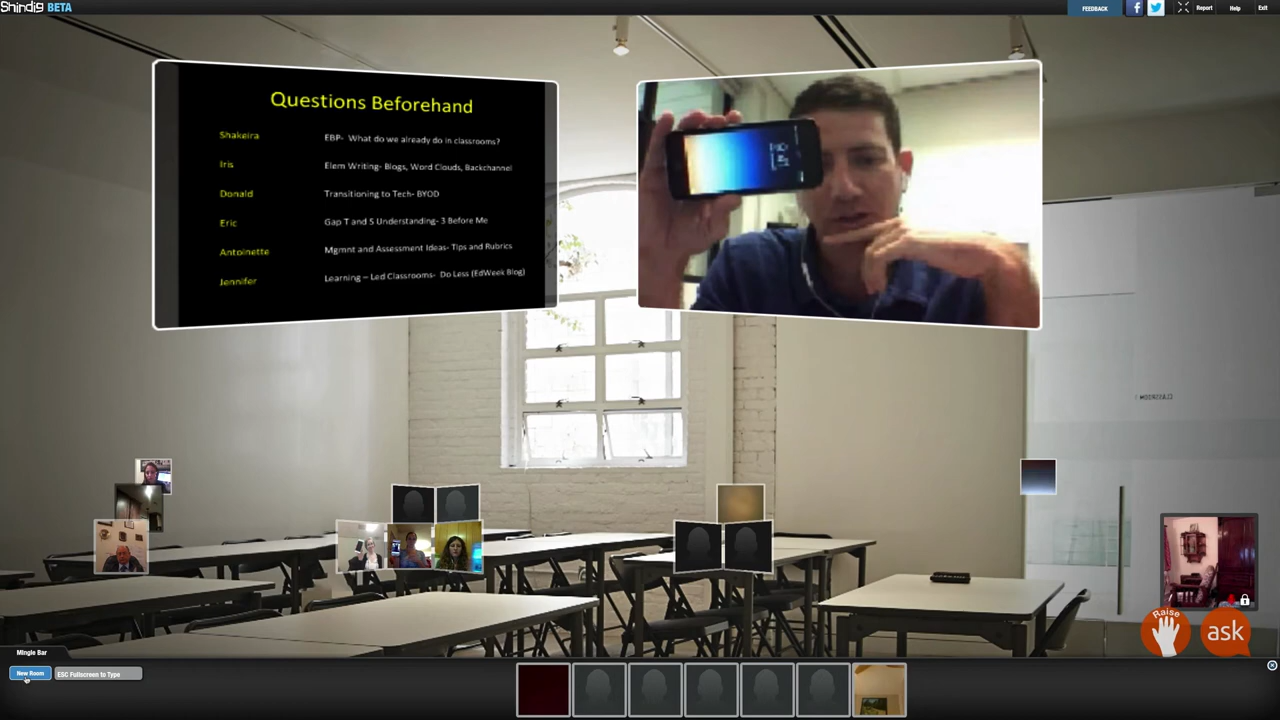 Shindig BETA
FEEDBACK
Report
Help
Exit
Questions Beforehand
Shakeira EBP- What do we already do in classrooms?
Iris Elem Writing- Blogs, Word Clouds, Backchannel
Donald Transitioning to Tech- BYOD
Eric Gap T and S Understanding- 3 Before Me
Antoinette Mgmnt and Assessment Ideas- Tips and Rubrics
Jennifer Learning – Led Classrooms- Do Less (EdWeek Blog)
Raise
ask
Mingle Bar
New Room
ESC Fullscreen to Type